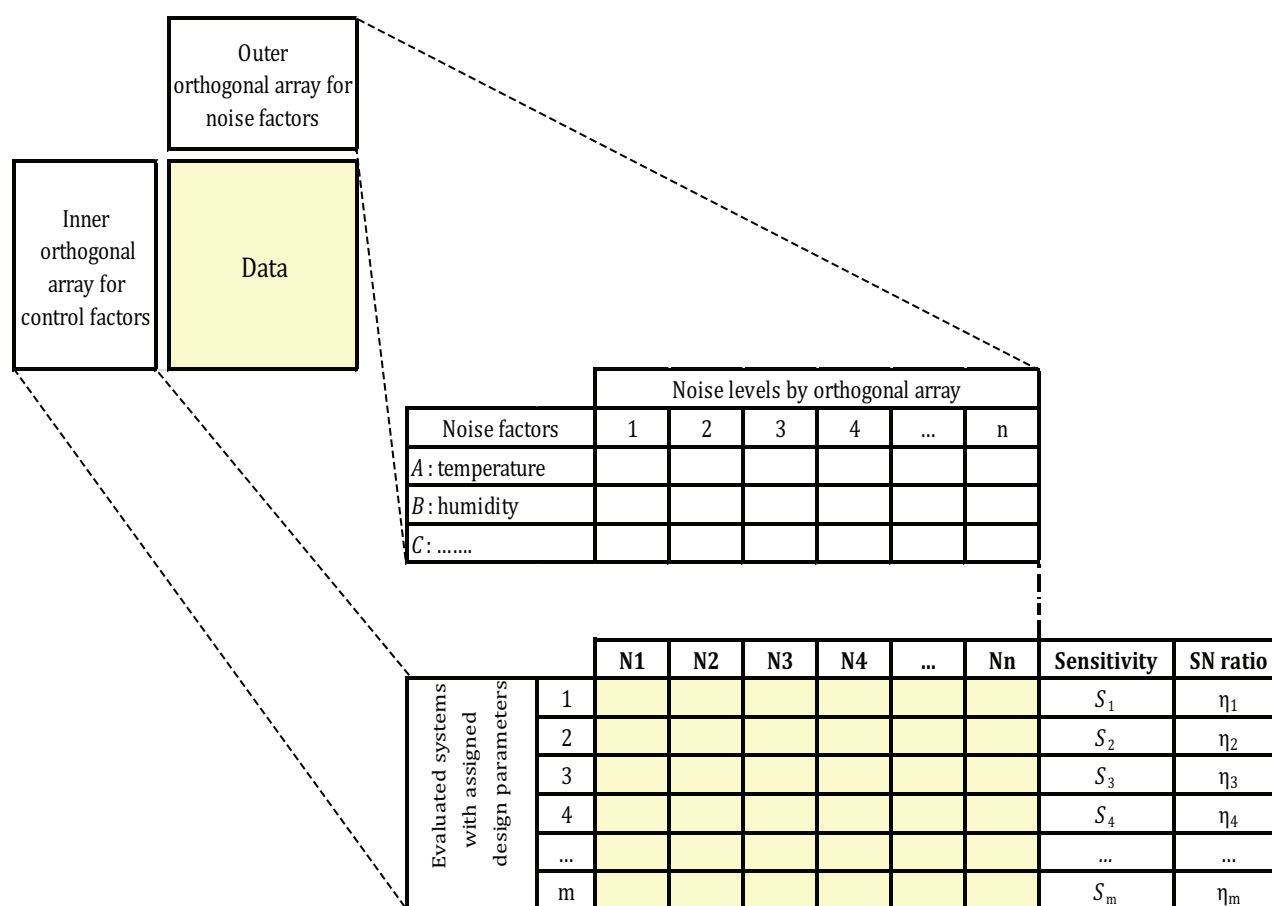 Outer
orthogonal array for
noise factors
Inner
orthogonal
array for
control factors
Data
Noise levels by orthogonal array
Noise factors 1 2 3 4 ... n
A : temperature
B : humidity
C : .......
N1 N2 N3 N4 ... Nn Sensitivity SN ratio
Evaluated systems
with assigned
design parameters
1 S₁ η₁
2 S₂ η₂
3 S₃ η₃
4 S₄ η₄
... ... ...
m Sₘ ηₘ